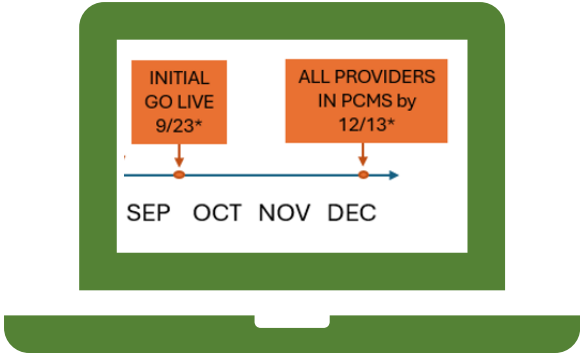 INITIAL
GO LIVE
9/23*
ALL PROVIDERS
IN PCMS by
12/13*
SEP OCT NOV DEC